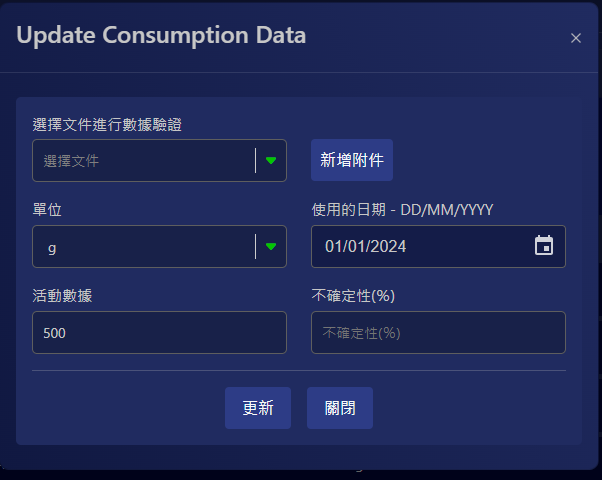 Update Consumption Data
×
選擇文件進行數據驗證
選擇文件
新增附件
單位
使用的日期 - DD/MM/YYYY
g
01/01/2024
活動數據
不確定性(%)
500
不確定性(%)
更新
關閉